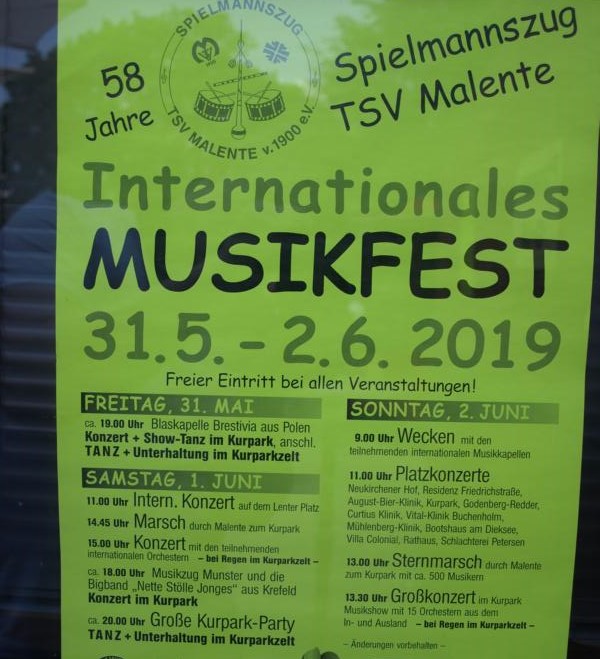 SPIELMANNSZUG
TSV MALENTE v. 1900 e.V.
58
Jahre
Spielmannszug
TSV Malente
Internationales
MUSIKFEST
31.5. – 2.6. 2019
Freier Eintritt bei allen Veranstaltungen!
FREITAG, 31. MAI
ca. 19.00 Uhr Blaskapelle Brestivia aus Polen
Konzert + Show-Tanz im Kurpark, anschl.
TANZ + Unterhaltung im Kurparkzelt
SAMSTAG, 1. JUNI
11.00 Uhr Intern. Konzert auf dem Lenter Platz
14.45 Uhr Marsch durch Malente zum Kurpark
15.00 Uhr Konzert mit den teilnehmenden
internationalen Orchestern – bei Regen im Kurparkzelt –
ca. 18.00 Uhr Musikzug Munster und die
Bigband „Nette Stölle Jonges" aus Krefeld
Konzert im Kurpark
ca. 20.00 Uhr Große Kurpark-Party
TANZ + Unterhaltung im Kurparkzelt
SONNTAG, 2. JUNI
9.00 Uhr Wecken mit den
teilnehmenden internationalen Musikkapellen
11.00 Uhr Platzkonzerte
Neukirchener Hof, Residenz Friedrichstraße,
August-Bier-Klinik, Kurpark, Godenberg-Redder,
Curtius Klinik, Vital-Klinik Buchenholm,
Mühlenberg-Klinik, Bootshaus am Dieksee,
Villa Colonial, Rathaus, Schlachterei Petersen
13.00 Uhr Sternmarsch durch Malente
zum Kurpark mit ca. 500 Musikern
13.30 Uhr Großkonzert im Kurpark
Musikshow mit 15 Orchestern aus dem
In- und Ausland – bei Regen im Kurparkzelt –
– Änderungen vorbehalten –